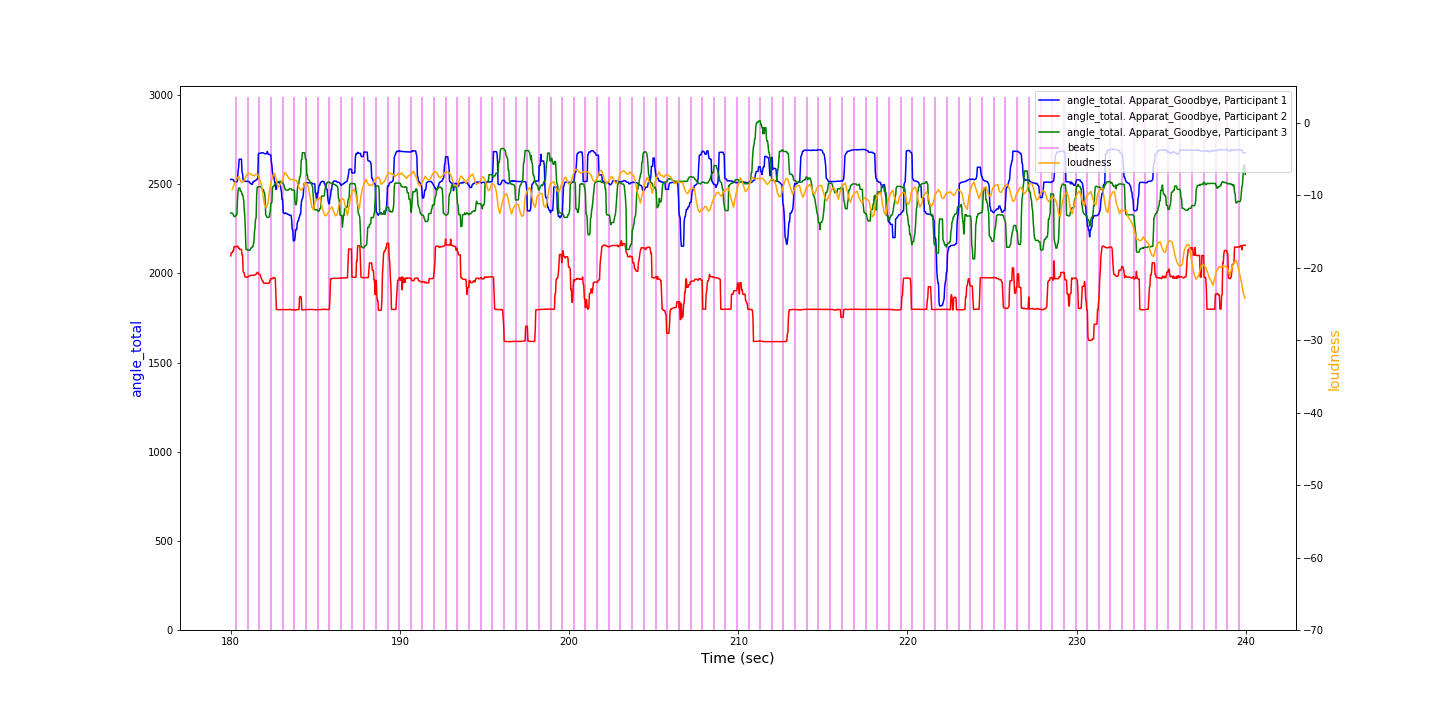 3000
2500
2000
1500
1000
500
0
angle_total
angle_total. Apparat_Goodbye, Participant 1
angle_total. Apparat_Goodbye, Participant 2
angle_total. Apparat_Goodbye, Participant 3
beats
loudness
0
−10
−20
−30
−40
−50
−60
−70
loudness
180 190 200 210 220 230 240
Time (sec)